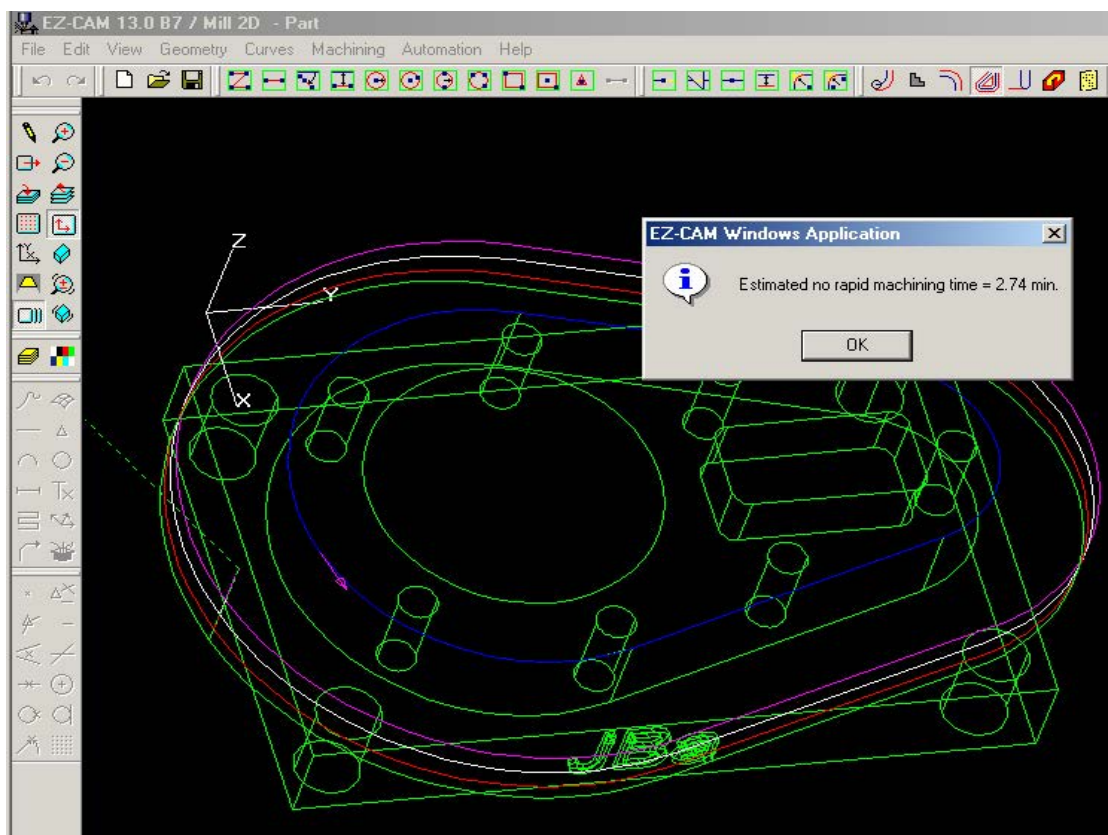 EZ-CAM 13.0 B7 / Mill 2D - Part
File Edit View Geometry Curves Machining Automation Help
Z
Y
X
EZ-CAM Windows Application
Estimated no rapid machining time = 2.74 min.
OK